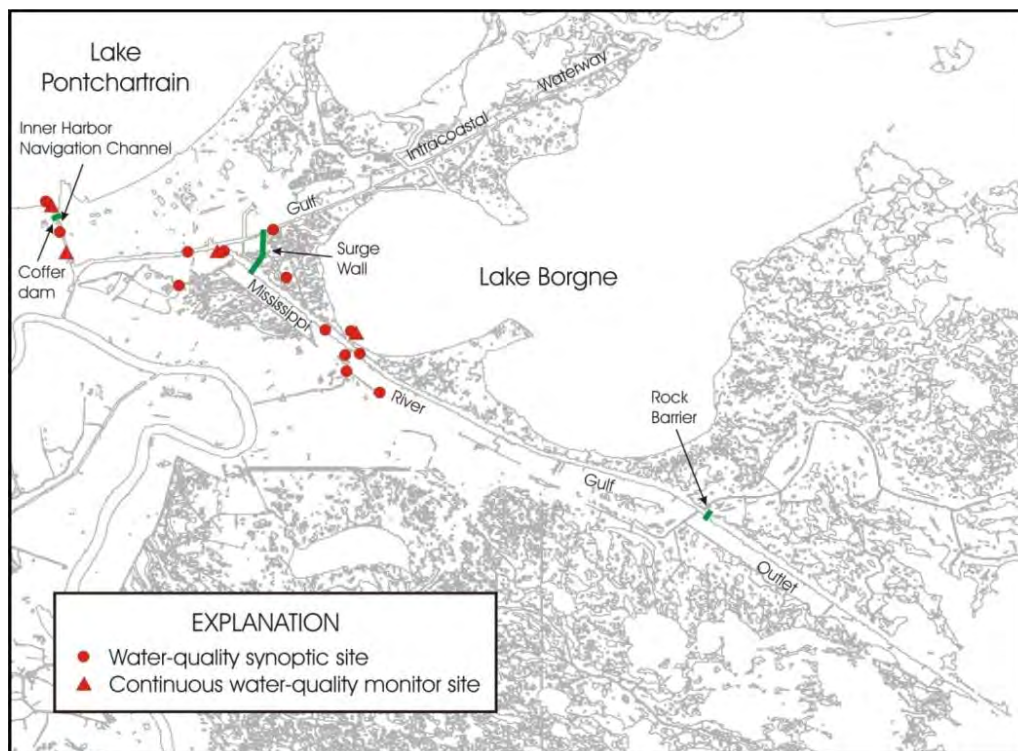 Lake
Pontchartrain
Inner Harbor
Navigation Channel
Coffer
dam
Gulf
Intracoastal
Waterway
Surge
Wall
Lake Borgne
Mississippi
River
Gulf
Outlet
Rock
Barrier
EXPLANATION
Water-quality synoptic site
Continuous water-quality monitor site